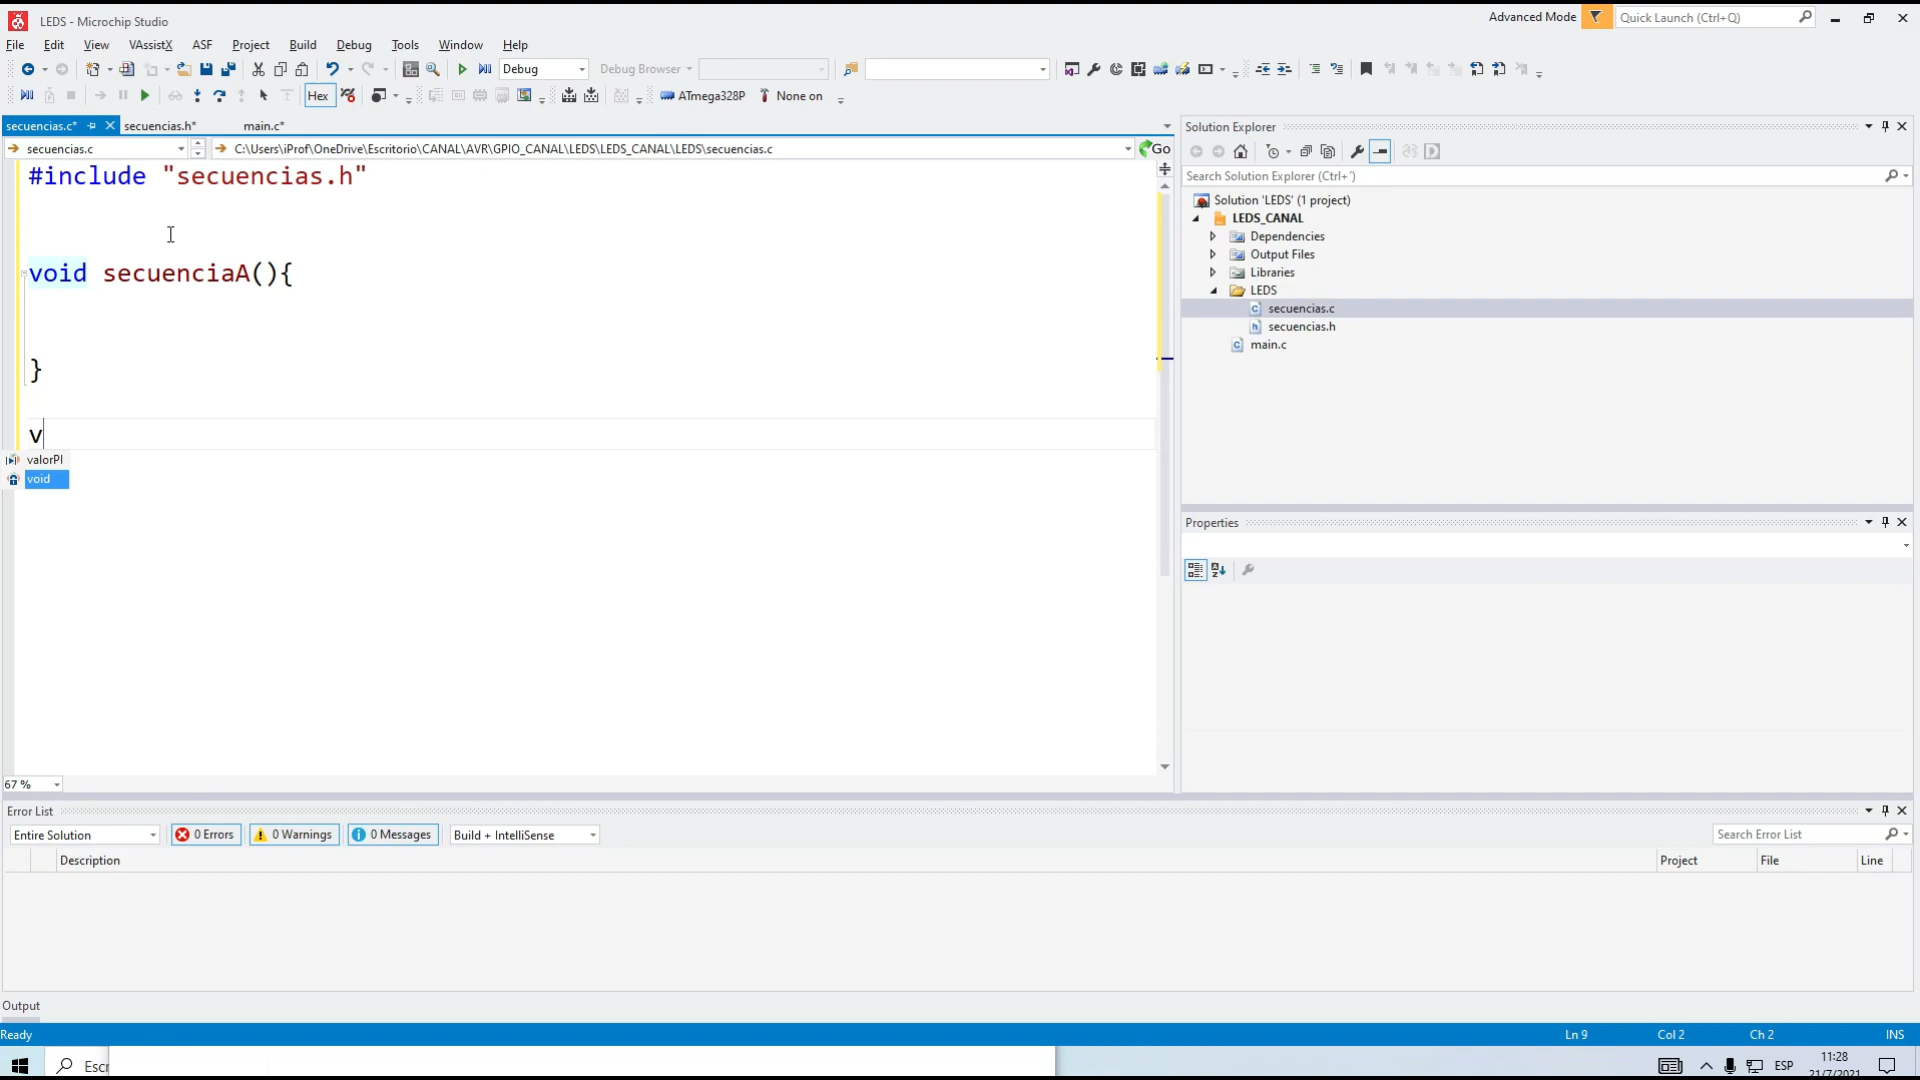 LEDS - Microchip Studio
Advanced Mode
Quick Launch (Ctrl+Q)
File Edit View VAssistX ASF Project Build Debug Tools Window Help
Debug
Debug Browser
Hex
ATmega328P
None on
secuencias.c*
secuencias.h*
main.c*
secuencias.c
C:\Users\iProf\OneDrive\Escritorio\CANAL\AVR\GPIO_CANAL\LEDS\LEDS_CANAL\LEDS\secuencias.c
Go
#include "secuencias.h"
void secuenciaA(){
}
v
valorPI
void
67 %
Solution Explorer
Search Solution Explorer (Ctrl+´)
Solution 'LEDS' (1 project)
LEDS_CANAL
Dependencies
Output Files
Libraries
LEDS
secuencias.c
secuencias.h
main.c
Properties
Error List
Entire Solution
0 Errors
0 Warnings
0 Messages
Build + IntelliSense
Search Error List
Description
Project
File
Line
Output
Ready
Ln 9
Col 2
Ch 2
INS
Escr
ESP
11:28
21/7/2021